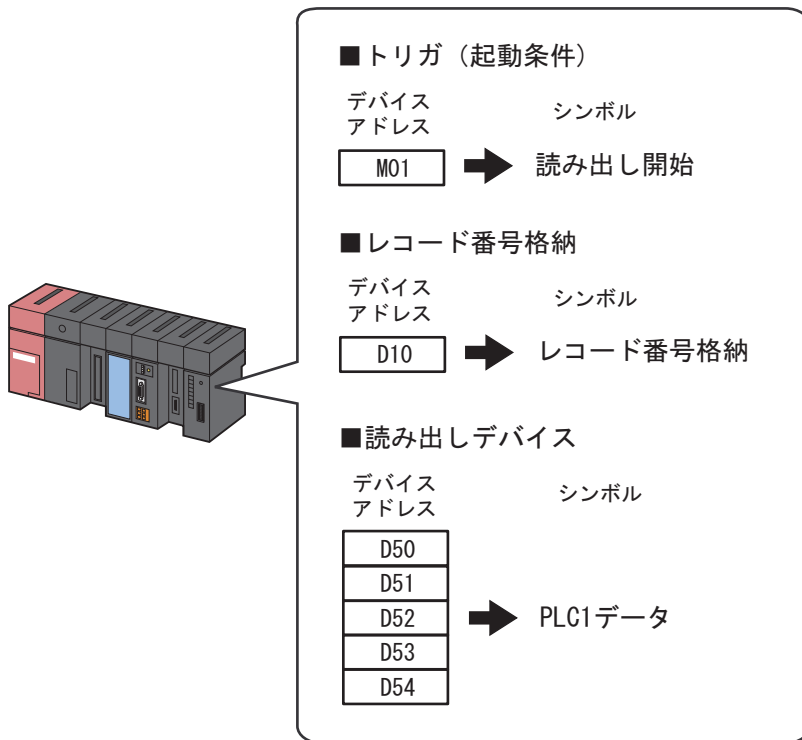 ■トリガ（起動条件）
デバイス
アドレス
シンボル
M01
読み出し開始
■レコード番号格納
デバイス
アドレス
シンボル
D10
レコード番号格納
■読み出しデバイス
デバイス
アドレス
シンボル
D50
D51
D52
PLC1データ
D53
D54